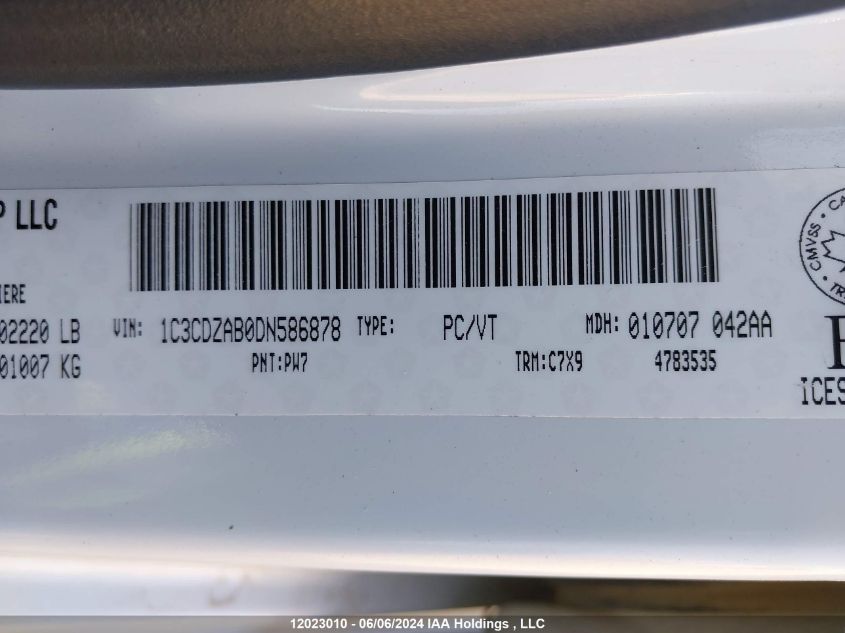 P LLC
IERE
02220 LB VIN: 1C3CDZAB0DN586878 TYPE: PC/VT MDH: 010707 042AA
01007 KG PNT:PW7 TRM:C7X9 4783535
CMVSS
ICES
12023010 - 06/06/2024 IAA Holdings , LLC